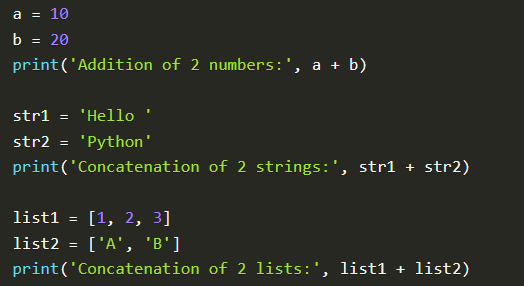 a = 10
b = 20
print('Addition of 2 numbers:', a + b)
str1 = 'Hello '
str2 = 'Python'
print('Concatenation of 2 strings:', str1 + str2)
list1 = [1, 2, 3]
list2 = ['A', 'B']
print('Concatenation of 2 lists:', list1 + list2)